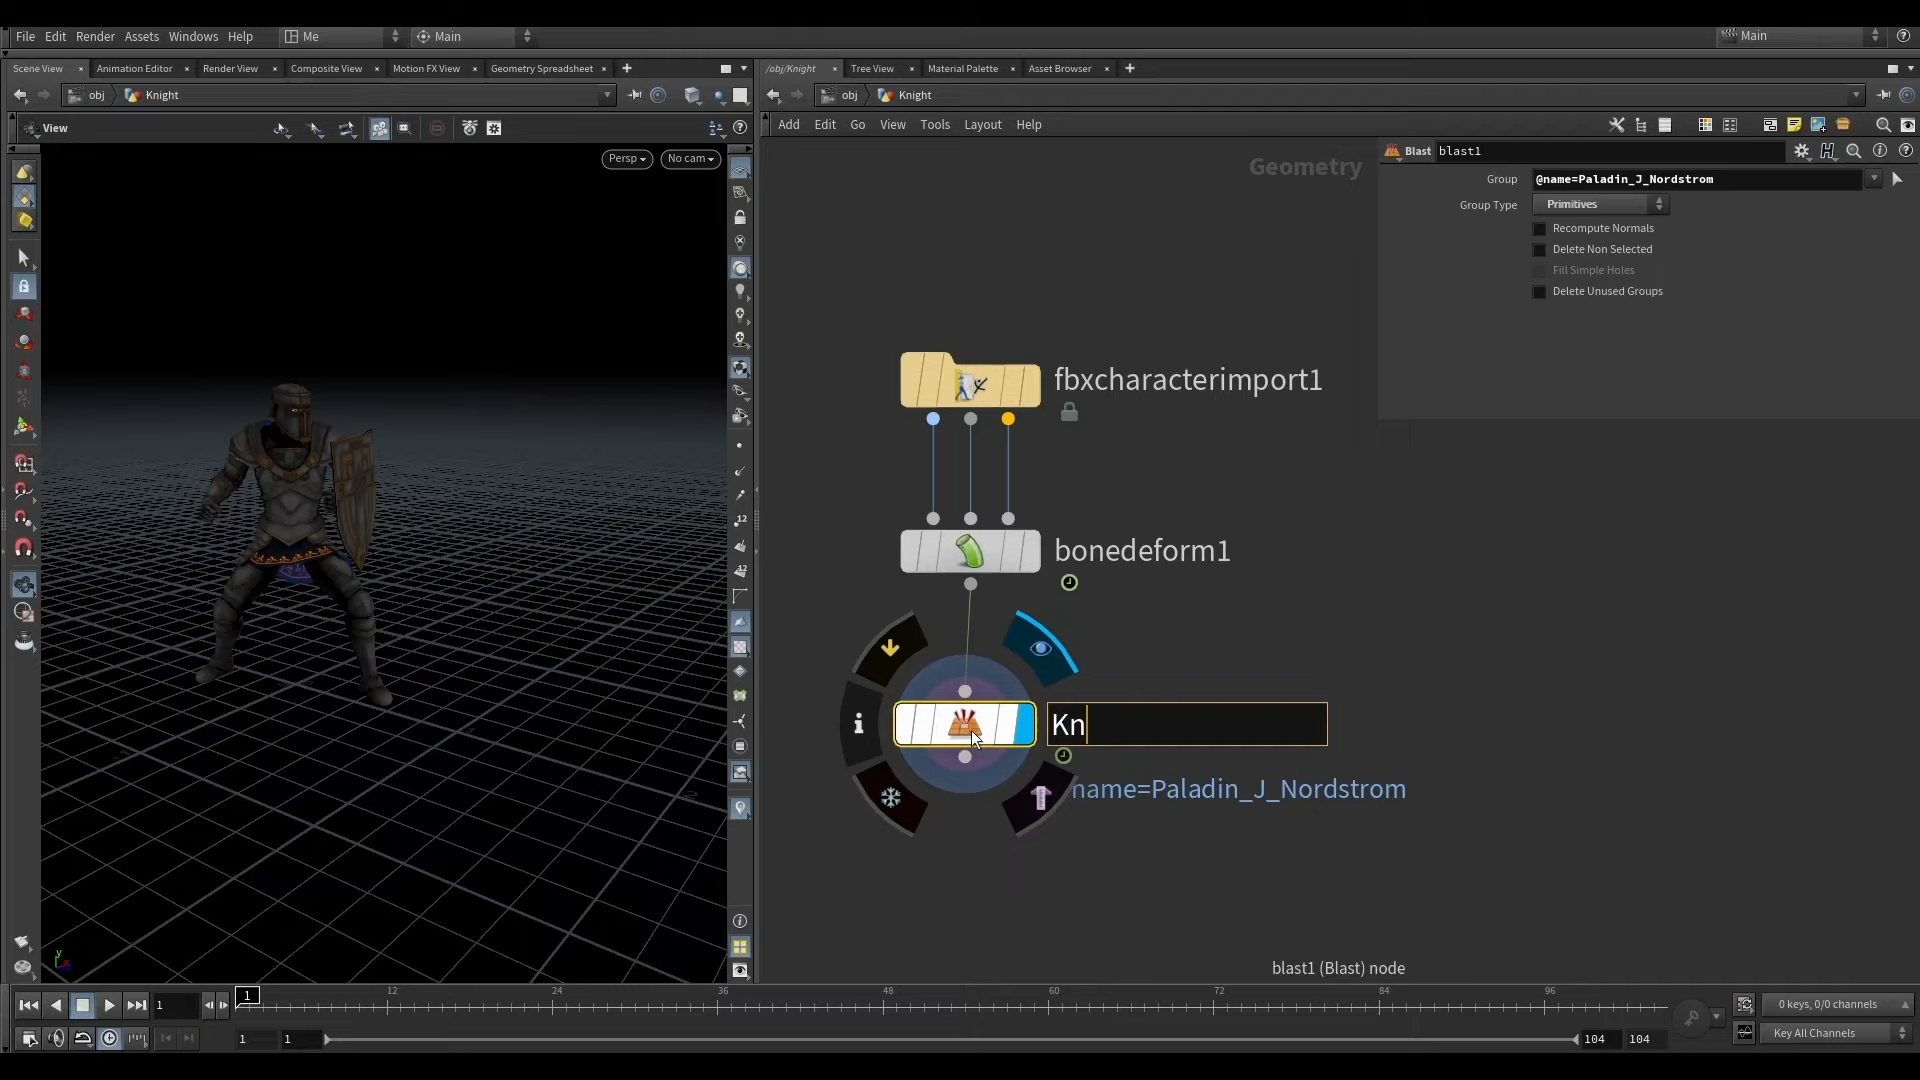 File Edit Render Assets Windows Help Me Main Main
Scene View Animation Editor Render View Composite View Motion FX View Geometry Spreadsheet /obj/Knight Tree View Material Palette Asset Browser
obj Knight obj Knight
View Add Edit Go View Tools Layout Help
Persp No cam
Geometry
Blast blast1
Group @name=Paladin_J_Nordstrom
Group Type Primitives
Recompute Normals
Delete Non Selected
Fill Simple Holes
Delete Unused Groups
fbxcharacterimport1
bonedeform1
Kn
name=Paladin_J_Nordstrom
blast1 (Blast) node
12
12
y
x
1 1 12 24 36 48 60 72 84 96 0 keys, 0/0 channels
1 1 104 104 Key All Channels